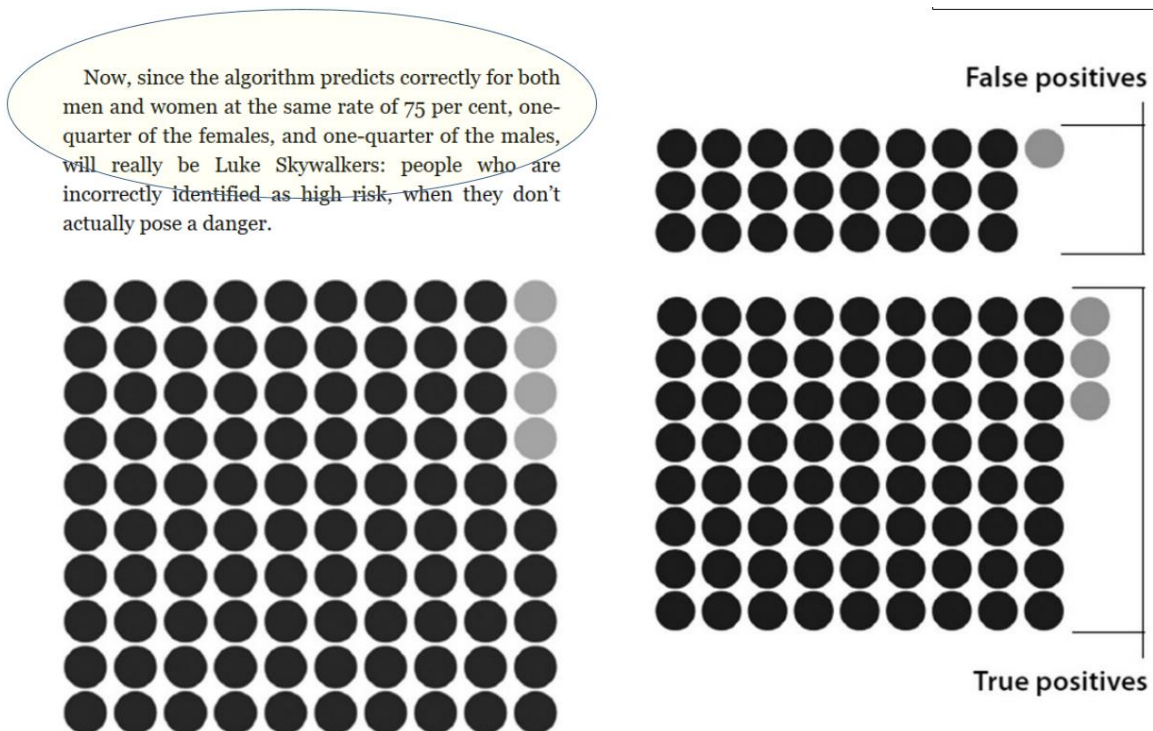 Now, since the algorithm predicts correctly for both
men and women at the same rate of 75 per cent, one-
quarter of the females, and one-quarter of the males,
will really be Luke Skywalkers: people who are
incorrectly identified as high risk, when they don’t
actually pose a danger.
False positives
True positives